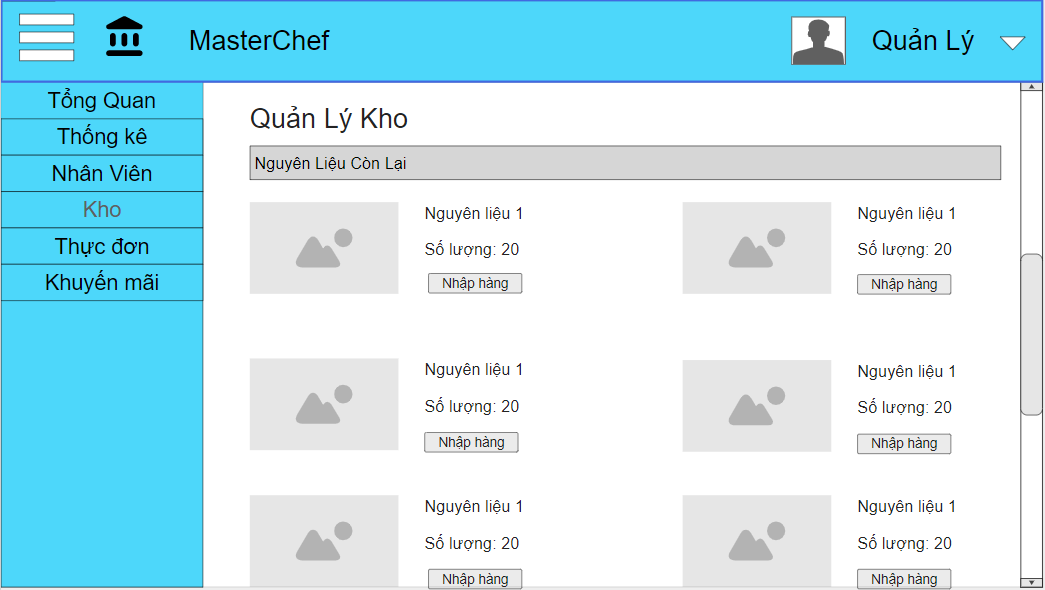 MasterChef
Quản Lý
Tổng Quan
Thống kê
Nhân Viên
Kho
Thực đơn
Khuyến mãi
Quản Lý Kho
Nguyên Liệu Còn Lại
Nguyên liệu 1
Số lượng: 20
Nhập hàng
Nguyên liệu 1
Số lượng: 20
Nhập hàng
Nguyên liệu 1
Số lượng: 20
Nhập hàng
Nguyên liệu 1
Số lượng: 20
Nhập hàng
Nguyên liệu 1
Số lượng: 20
Nhập hàng
Nguyên liệu 1
Số lượng: 20
Nhập hàng